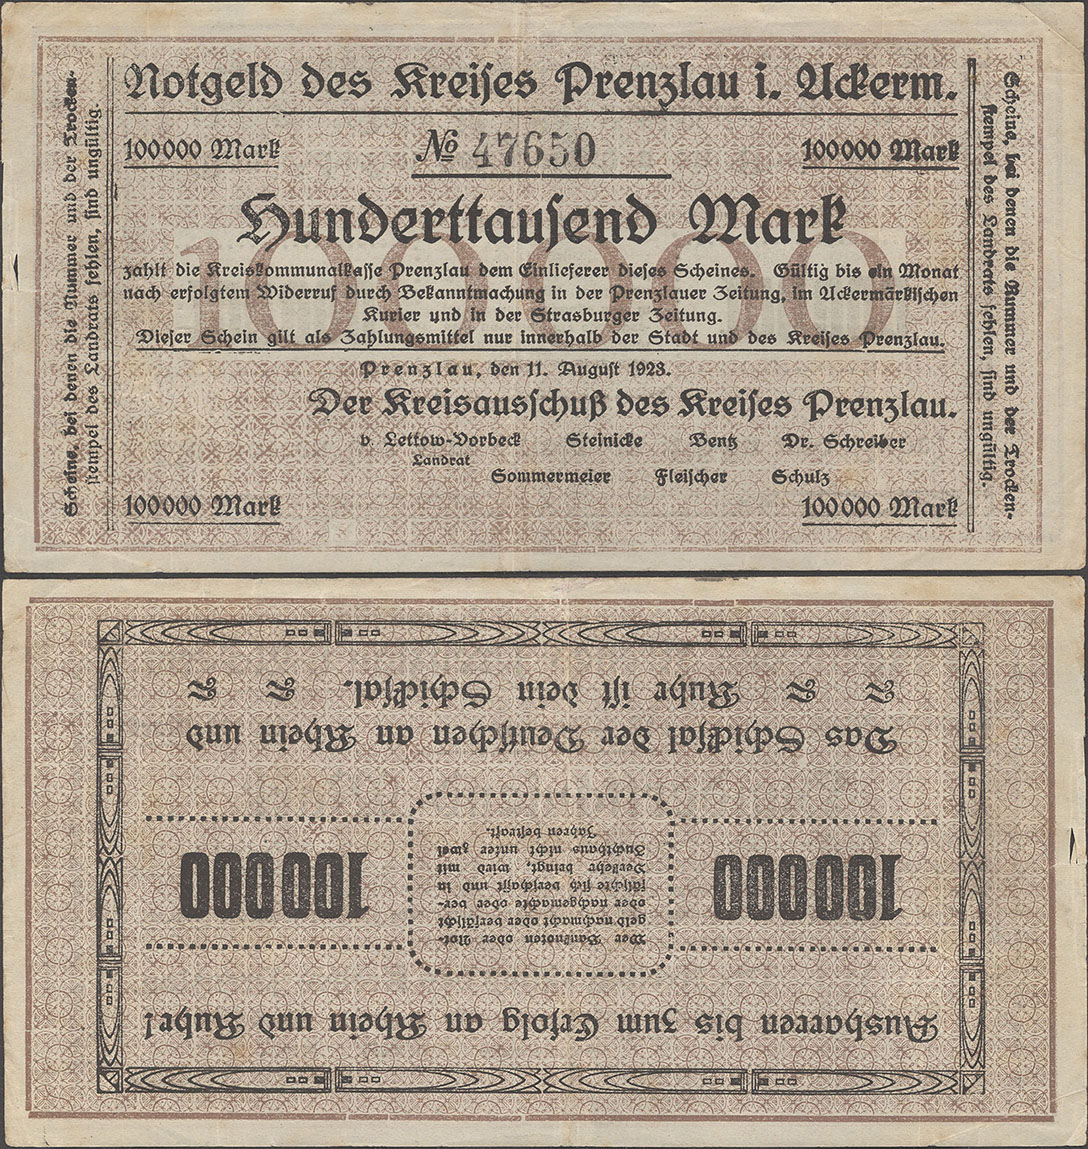 Notgeld des Kreises Prenzlau i. Uckerm.
100000 Mark
№ 47650
100000 Mark
Hunderttausend Mark
100000
zahlt die Kreiskommunalkasse Prenzlau dem Einlieferer dieses Scheines. Gültig bis ein Monat
nach erfolgtem Widerruf durch Bekanntmachung in der Prenzlauer Zeitung, im Uckermärkischen
Kurier und in der Strasburger Zeitung.
Dieser Schein gilt als Zahlungsmittel nur innerhalb der Stadt und des Kreises Prenzlau.
Prenzlau, den 11. August 1923.
Der Kreisausschuß des Kreises Prenzlau.
v. Lettow-Vorbeck Steinicke Bentz Dr. Schreiber
Landrat
Sommermeier Fleischer Schulz
100000 Mark
100000 Mark
Scheine, bei denen die Nummer und der Trocken-
stempel des Landrats fehlen, sind ungültig.
Scheine, bei denen die Nummer und der Trocken-
stempel des Landrats fehlen, sind ungültig.
Ausharren bis zum Erfolg an Rhein und Ruhr!
100000
Wer Banknoten oder Not-
geld nachmacht oder verfälscht
oder nachgemachte oder ver-
fälschte sich verschafft und in
Verkehr bringt, wird mit
Zuchthaus nicht unter zwei
Jahren bestraft.
100000
Das Schicksal der Deutschen an Rhein und
Ruhr ist dein Schicksal.